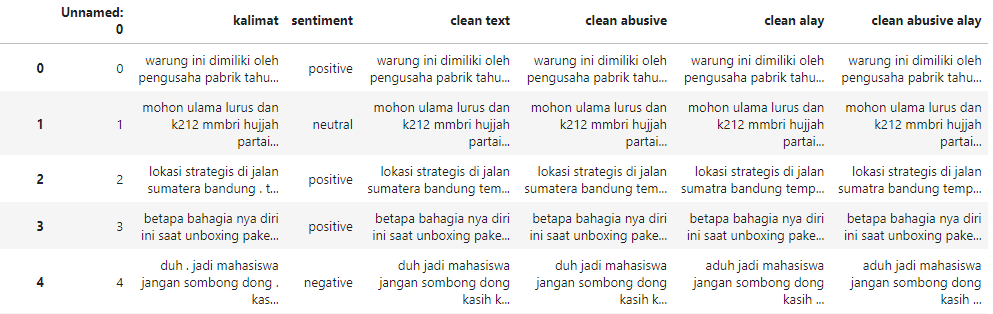 Unnamed: 0 kalimat sentiment clean text clean abusive clean alay clean abusive alay
0 0 warung ini dimiliki oleh pengusaha pabrik tahu... positive warung ini dimiliki oleh pengusaha pabrik tahu... warung ini dimiliki oleh pengusaha pabrik tahu... warung ini dimiliki oleh pengusaha pabrik tahu... warung ini dimiliki oleh pengusaha pabrik tahu...
1 1 mohon ulama lurus dan k212 mmbri hujjah partai... neutral mohon ulama lurus dan k212 mmbri hujjah partai... mohon ulama lurus dan k212 mmbri hujjah partai... mohon ulama lurus dan k212 mmbri hujjah partai... mohon ulama lurus dan k212 mmbri hujjah partai...
2 2 lokasi strategis di jalan sumatera bandung . t... positive lokasi strategis di jalan sumatera bandung tem... lokasi strategis di jalan sumatera bandung tem... lokasi strategis di jalan sumatra bandung temp... lokasi strategis di jalan sumatra bandung temp...
3 3 betapa bahagia nya diri ini saat unboxing pake... positive betapa bahagia nya diri ini saat unboxing pake... betapa bahagia nya diri ini saat unboxing pake... betapa bahagia nya diri ini saat unboxing pake... betapa bahagia nya diri ini saat unboxing pake...
4 4 duh . jadi mahasiswa jangan sombong dong . kas... negative duh jadi mahasiswa jangan sombong dong kasih k... duh jadi mahasiswa jangan sombong dong kasih k... aduh jadi mahasiswa jangan sombong dong kasih ... aduh jadi mahasiswa jangan sombong dong kasih ...